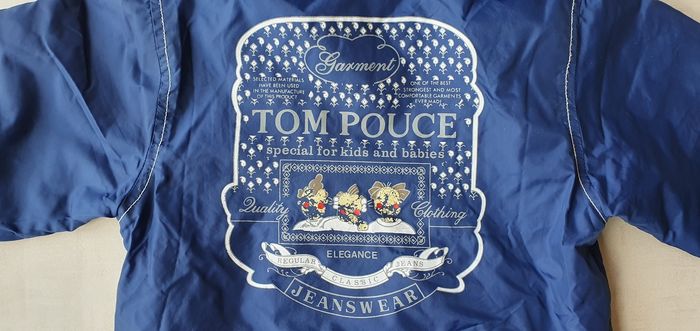 Garment
SELECTED MATERIALS
HAVE BEEN USED
IN THE MANUFACTURE
OF THIS PRODUCT
ONE OF THE BEST
STRONGEST AND MOST
COMFORTABLE GARMENTS
EVER MADE
TOM POUCE
special for kids and babies
Quality Clothing
ELEGANCE
REGULAR CLASSIC JEANS
JEANSWEAR